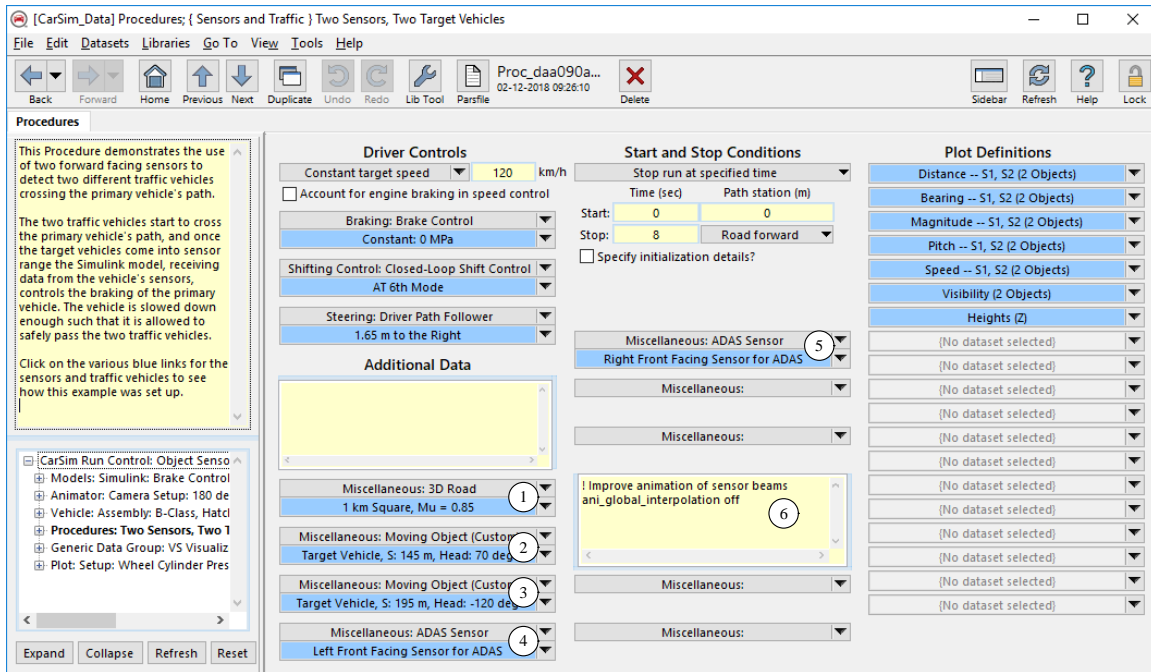 [CarSim_Data] Procedures; { Sensors and Traffic } Two Sensors, Two Target Vehicles
File Edit Datasets Libraries Go To View Tools Help
Back Forward Home Previous Next Duplicate Undo Redo Lib Tool Parsfile
Proc_daa090a...
02-12-2018 09:26:10
Delete Sidebar Refresh Help Lock
Procedures
This Procedure demonstrates the use
of two forward facing sensors to
detect two different traffic vehicles
crossing the primary vehicle's path.
The two traffic vehicles start to cross
the primary vehicle's path, and once
the target vehicles come into sensor
range the Simulink model, receiving
data from the vehicle's sensors,
controls the braking of the primary
vehicle. The vehicle is slowed down
enough such that it is allowed to
safely pass the two traffic vehicles.
Click on the various blue links for the
sensors and traffic vehicles to see
how this example was set up.
CarSim Run Control: Object Senso
Models: Simulink: Brake Control
Animator: Camera Setup: 180 de
Vehicle: Assembly: B-Class, Hatcl
Procedures: Two Sensors, Two T
Generic Data Group: VS Visualiz
Plot: Setup: Wheel Cylinder Pres
Expand Collapse Refresh Reset
Driver Controls
Constant target speed 120 km/h
Account for engine braking in speed control
Braking: Brake Control
Constant: 0 MPa
Shifting Control: Closed-Loop Shift Control
AT 6th Mode
Steering: Driver Path Follower
1.65 m to the Right
Additional Data
Miscellaneous: 3D Road
1 km Square, Mu = 0.85
1
Miscellaneous: Moving Object (Custom
Target Vehicle, S: 145 m, Head: 70 deg
2
Miscellaneous: Moving Object (Custom
Target Vehicle, S: 195 m, Head: -120 deg
3
Miscellaneous: ADAS Sensor
Left Front Facing Sensor for ADAS
4
Start and Stop Conditions
Stop run at specified time
Time (sec) Path station (m)
Start: 0 0
Stop: 8 Road forward
Specify initialization details?
Miscellaneous: ADAS Sensor
Right Front Facing Sensor for ADAS
5
Miscellaneous:
Miscellaneous:
! Improve animation of sensor beams
ani_global_interpolation off
6
Miscellaneous:
Miscellaneous:
Plot Definitions
Distance -- S1, S2 (2 Objects)
Bearing -- S1, S2 (2 Objects)
Magnitude -- S1, S2 (2 Objects)
Pitch -- S1, S2 (2 Objects)
Speed -- S1, S2 (2 Objects)
Visibility (2 Objects)
Heights (Z)
{No dataset selected}
{No dataset selected}
{No dataset selected}
{No dataset selected}
{No dataset selected}
{No dataset selected}
{No dataset selected}
{No dataset selected}
{No dataset selected}
{No dataset selected}
{No dataset selected}
{No dataset selected}